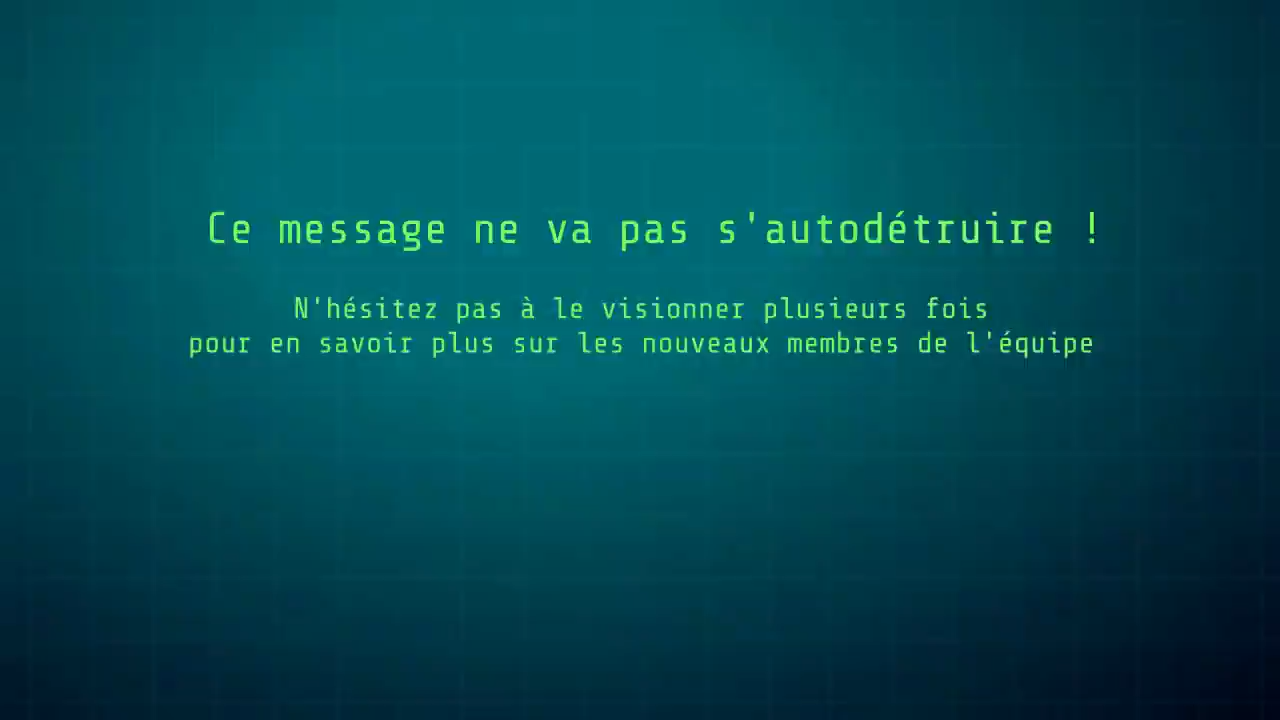 Ce message ne va pas s'autodétruire !
N'hésitez pas à le visionner plusieurs fois
pour en savoir plus sur les nouveaux membres de l'équipe